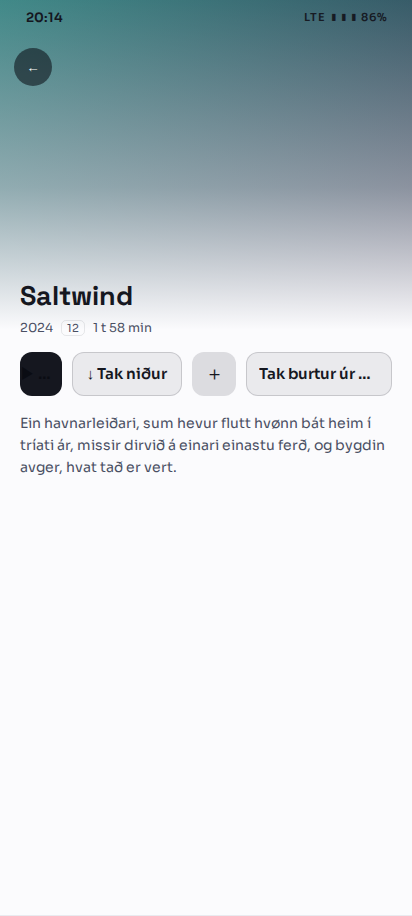 20:14
LTE 86%
←
Saltwind
2024 12 1 t 58 min
▶ … ↓ Tak niður + Tak burtur úr …
Ein havnarleiðari, sum hevur flutt hvønn bát heim í
tríati ár, missir dirvið á einari einastu ferð, og bygdin
avger, hvat tað er vert.